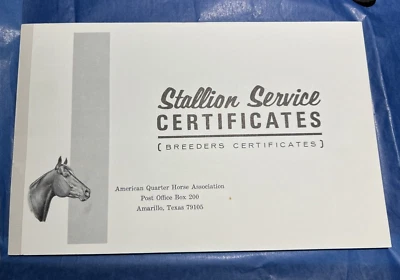 Stallion Service
CERTIFICATES
[BREEDERS CERTIFICATES]
American Quarter Horse Association
Post Office Box 200
Amarillo, Texas 79105